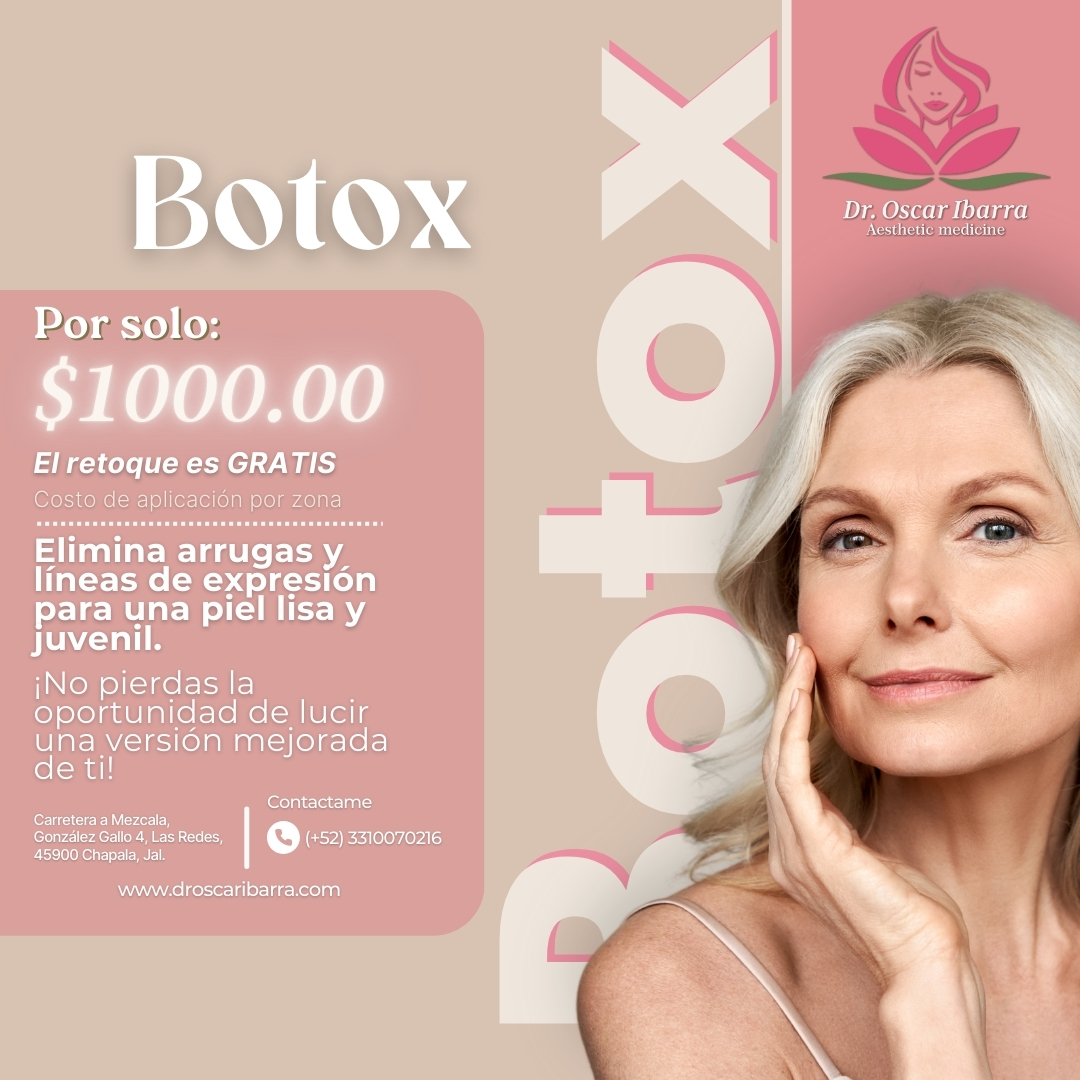 Botox
Por solo:
$1000.00
El retoque es GRATIS
Costo de aplicación por zona
Elimina arrugas y
líneas de expresión
para una piel lisa y
juvenil.
¡No pierdas la
oportunidad de lucir
una versión mejorada
de ti!
Carretera a Mezcala,
González Gallo 4, Las Redes,
45900 Chapala, Jal.
Contactame
(+52) 3310070216
www.droscaribarra.com
Botox
Dr. Oscar Ibarra
Aesthetic medicine